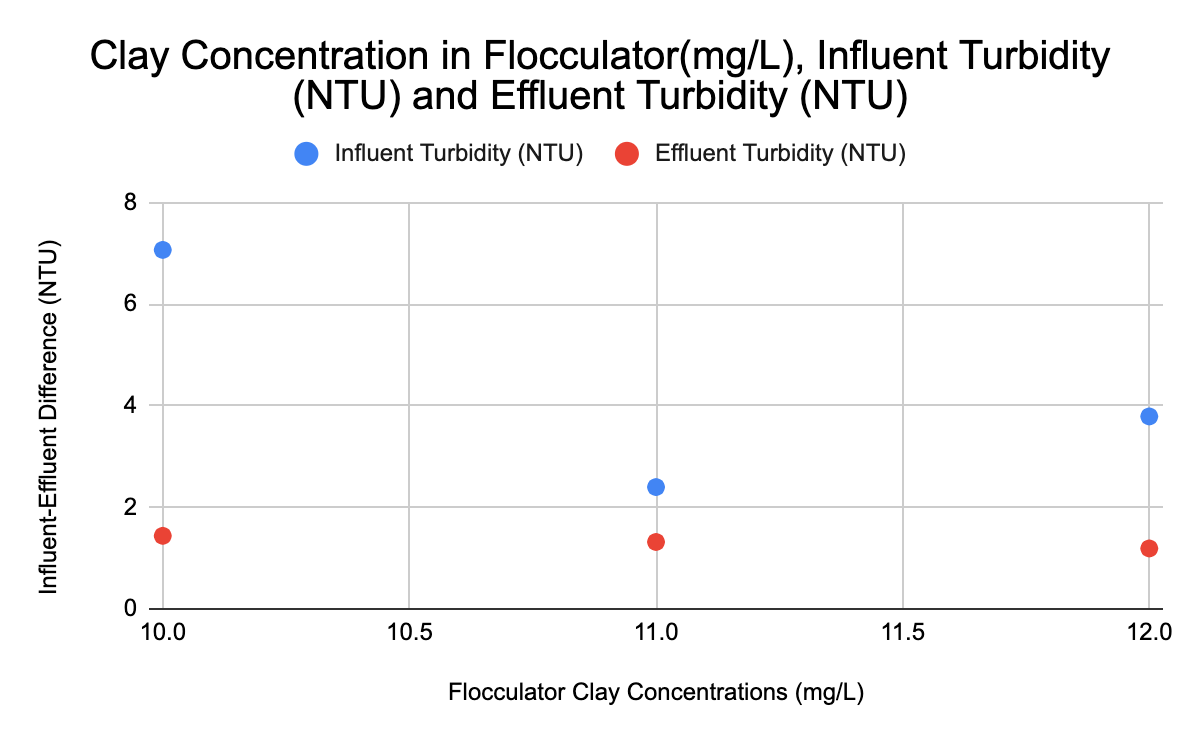 Clay Concentration in Flocculator(mg/L), Influent Turbidity
(NTU) and Effluent Turbidity (NTU)
Influent Turbidity (NTU) Effluent Turbidity (NTU)
Influent-Effluent Difference (NTU)
8
6
4
2
0
10.0 10.5 11.0 11.5 12.0
Flocculator Clay Concentrations (mg/L)